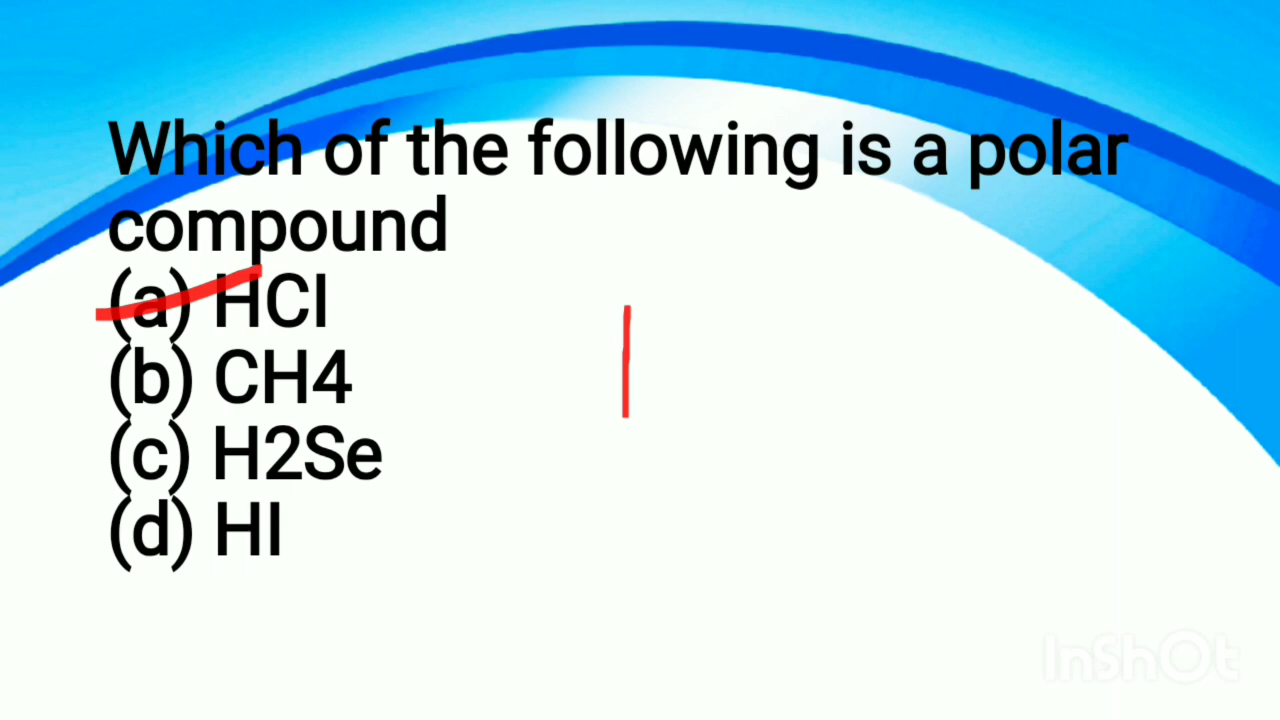 Which of the following is a polar
compound
(a) HCl
(b) CH4
(c) H2Se
(d) HI
InShOt